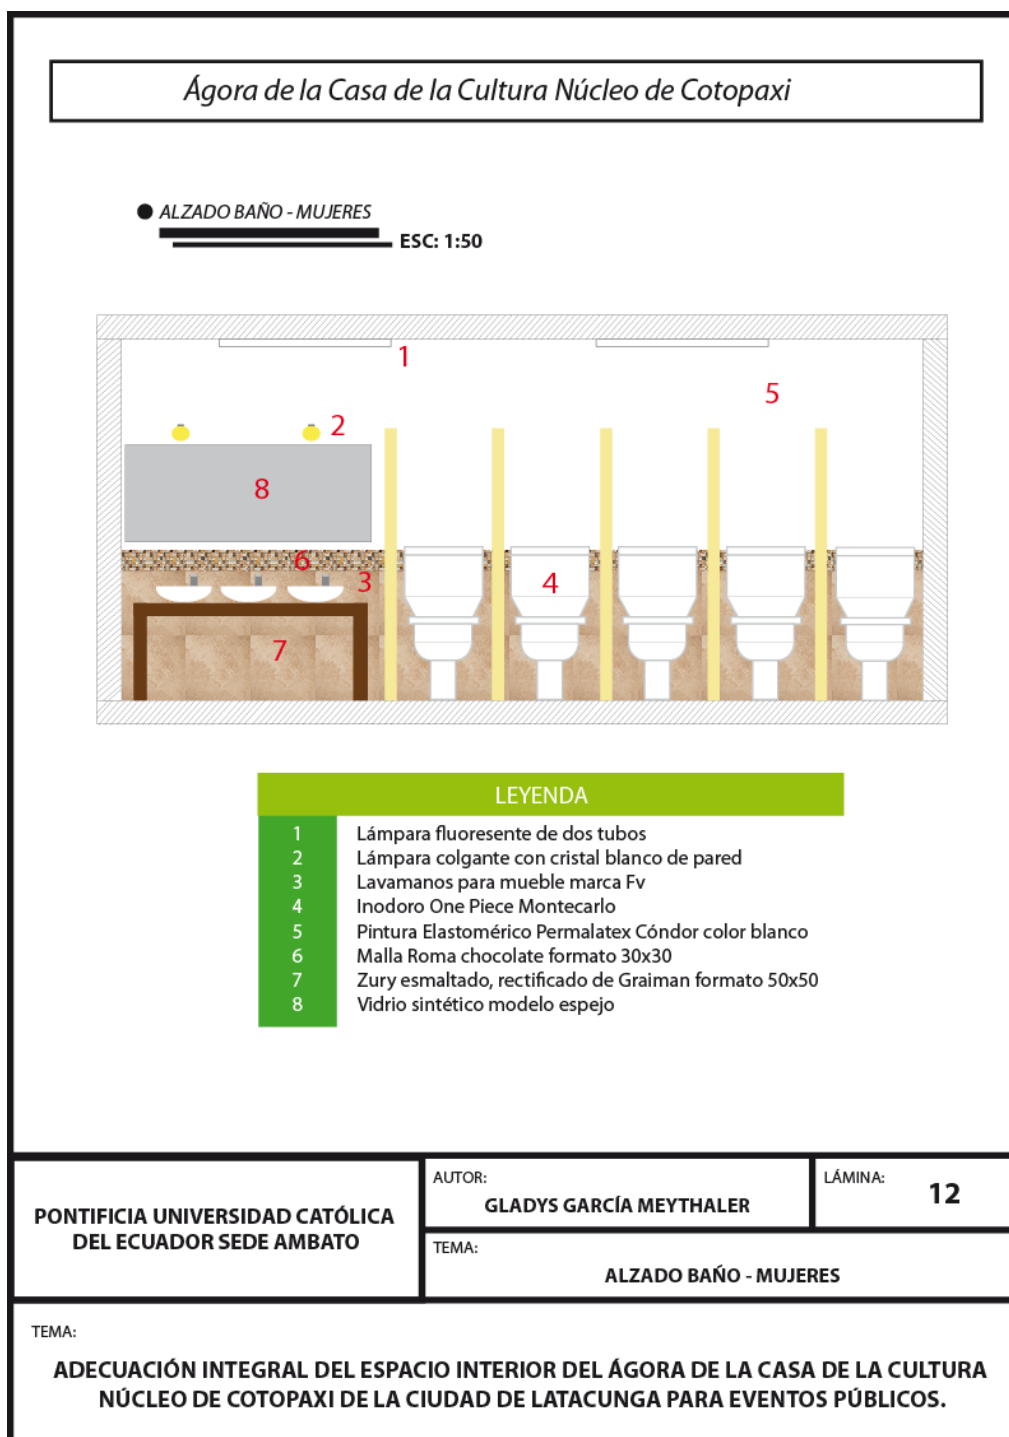 Ágora de la Casa de la Cultura Núcleo de Cotopaxi
ALZADO BAÑO - MUJERES
ESC: 1:50
1
5
2
8
6
3
4
7
LEYENDA
1 Lámpara fluoresente de dos tubos
2 Lámpara colgante con cristal blanco de pared
3 Lavamanos para mueble marca Fv
4 Inodoro One Piece Montecarlo
5 Pintura Elastomérico Permalatex Cóndor color blanco
6 Malla Roma chocolate formato 30x30
7 Zury esmaltado, rectificado de Graiman formato 50x50
8 Vidrio sintético modelo espejo
PONTIFICIA UNIVERSIDAD CATÓLICA
DEL ECUADOR SEDE AMBATO
AUTOR:
GLADYS GARCÍA MEYTHALER
LÁMINA: 12
TEMA:
ALZADO BAÑO - MUJERES
TEMA:
ADECUACIÓN INTEGRAL DEL ESPACIO INTERIOR DEL ÁGORA DE LA CASA DE LA CULTURA
NÚCLEO DE COTOPAXI DE LA CIUDAD DE LATACUNGA PARA EVENTOS PÚBLICOS.